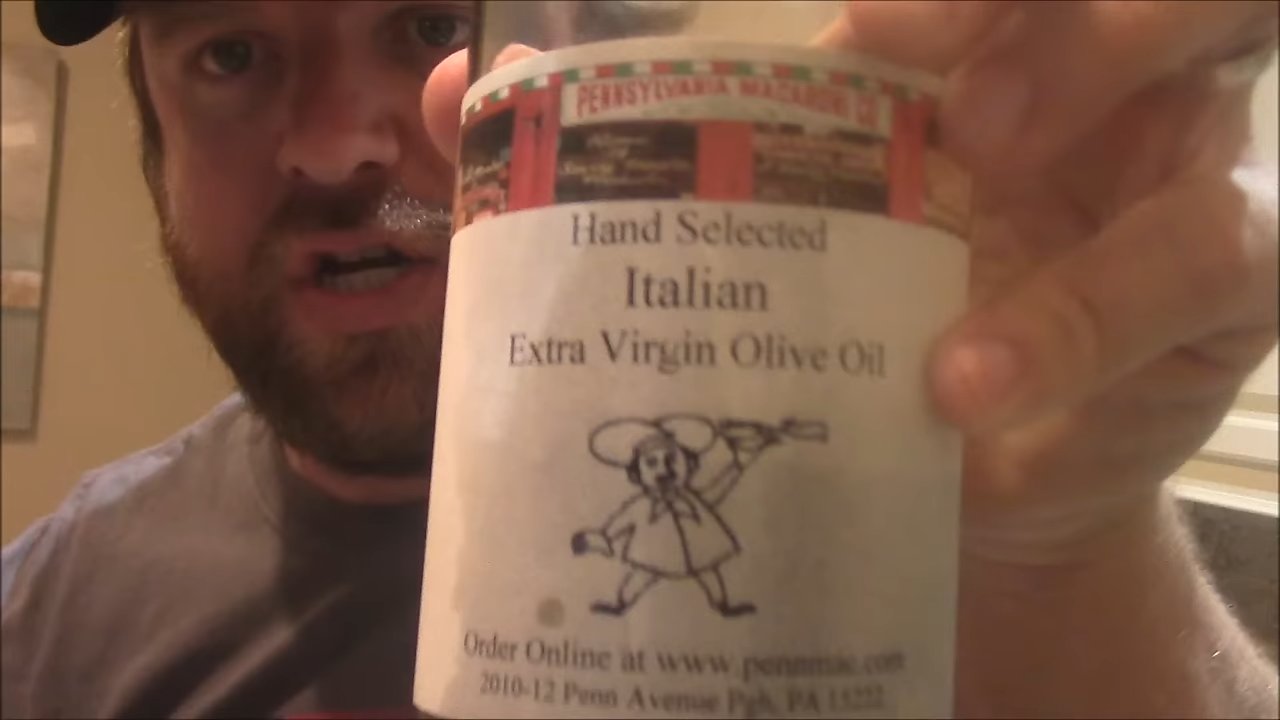 PENNSYLVANIA MACARONI CO
Hand Selected
Italian
Extra Virgin Olive Oil
Order Online at www.pennmac.com
2010-12 Penn Avenue Pgh, PA 15222